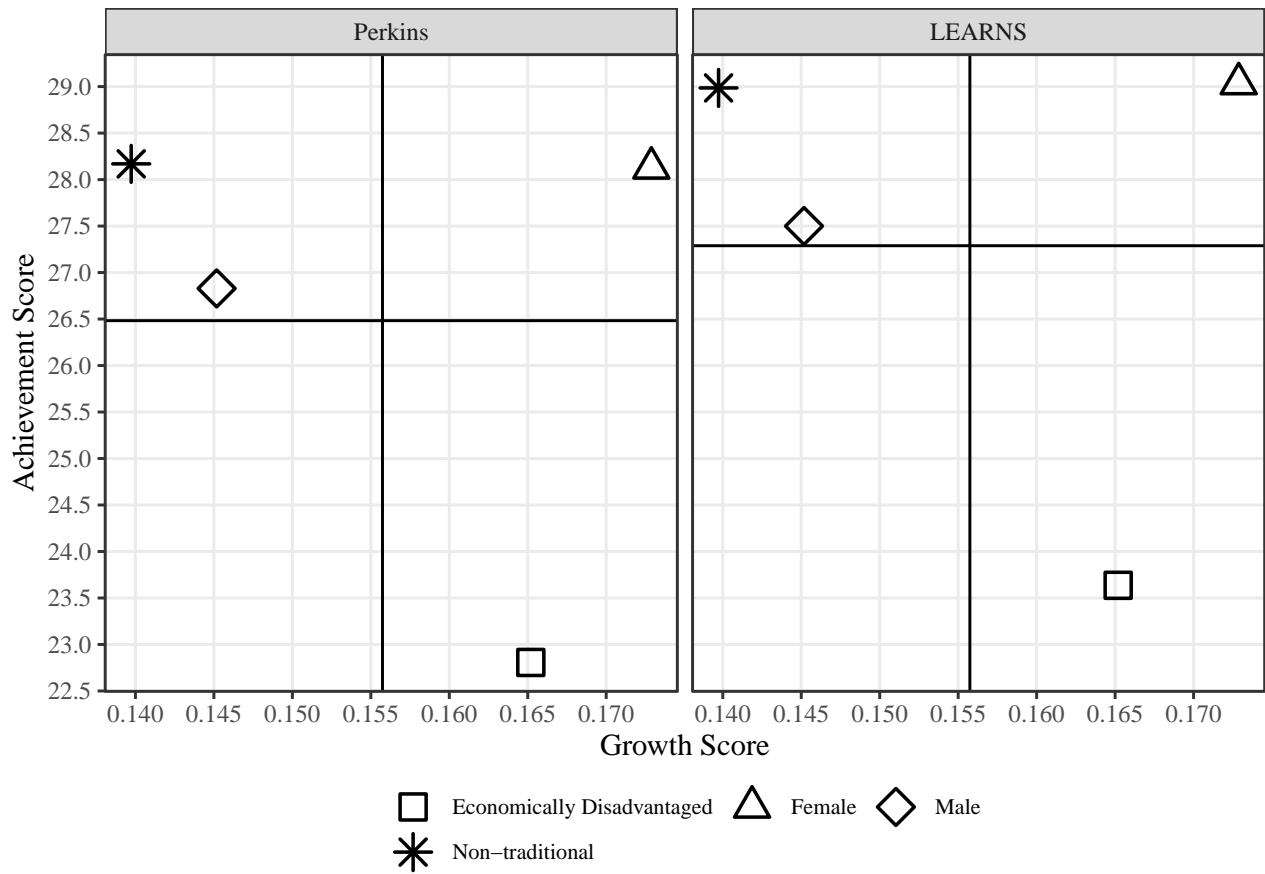 Perkins
LEARNS
Achievement Score
29.0
28.5
28.0
27.5
27.0
26.5
26.0
25.5
25.0
24.5
24.0
23.5
23.0
22.5
0.140 0.145 0.150 0.155 0.160 0.165 0.170
0.140 0.145 0.150 0.155 0.160 0.165 0.170
Growth Score
Economically Disadvantaged Female Male
Non−traditional